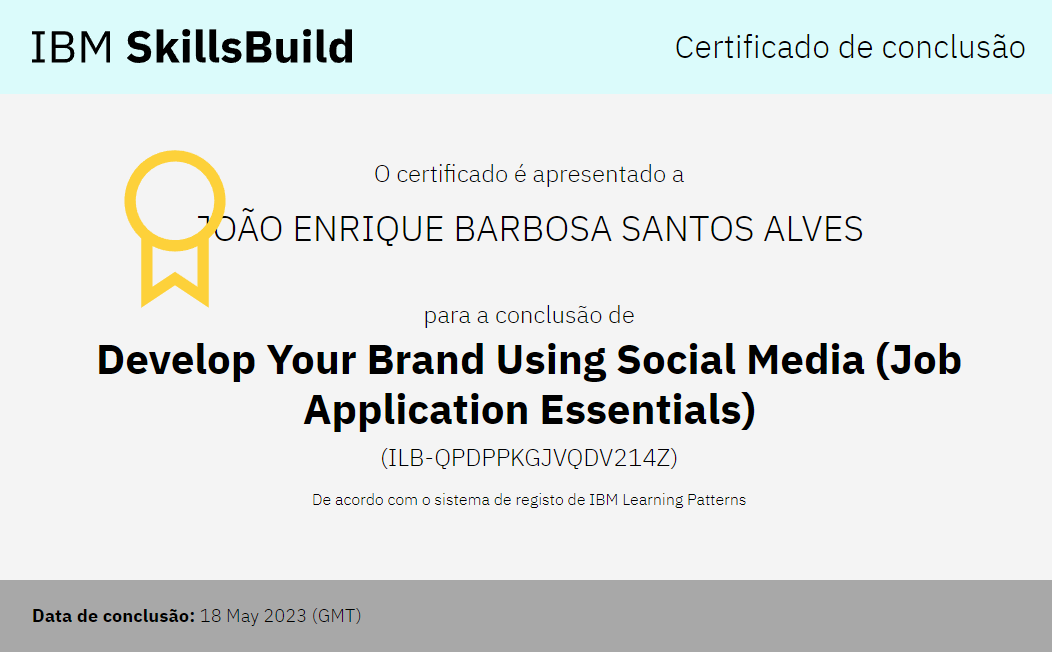 IBM SkillsBuild
Certificado de conclusão
O certificado é apresentado a
JOÃO ENRIQUE BARBOSA SANTOS ALVES
para a conclusão de
Develop Your Brand Using Social Media (Job
Application Essentials)
(ILB-QPDPPKGJVQDV214Z)
De acordo com o sistema de registo de IBM Learning Patterns
Data de conclusão: 18 May 2023 (GMT)